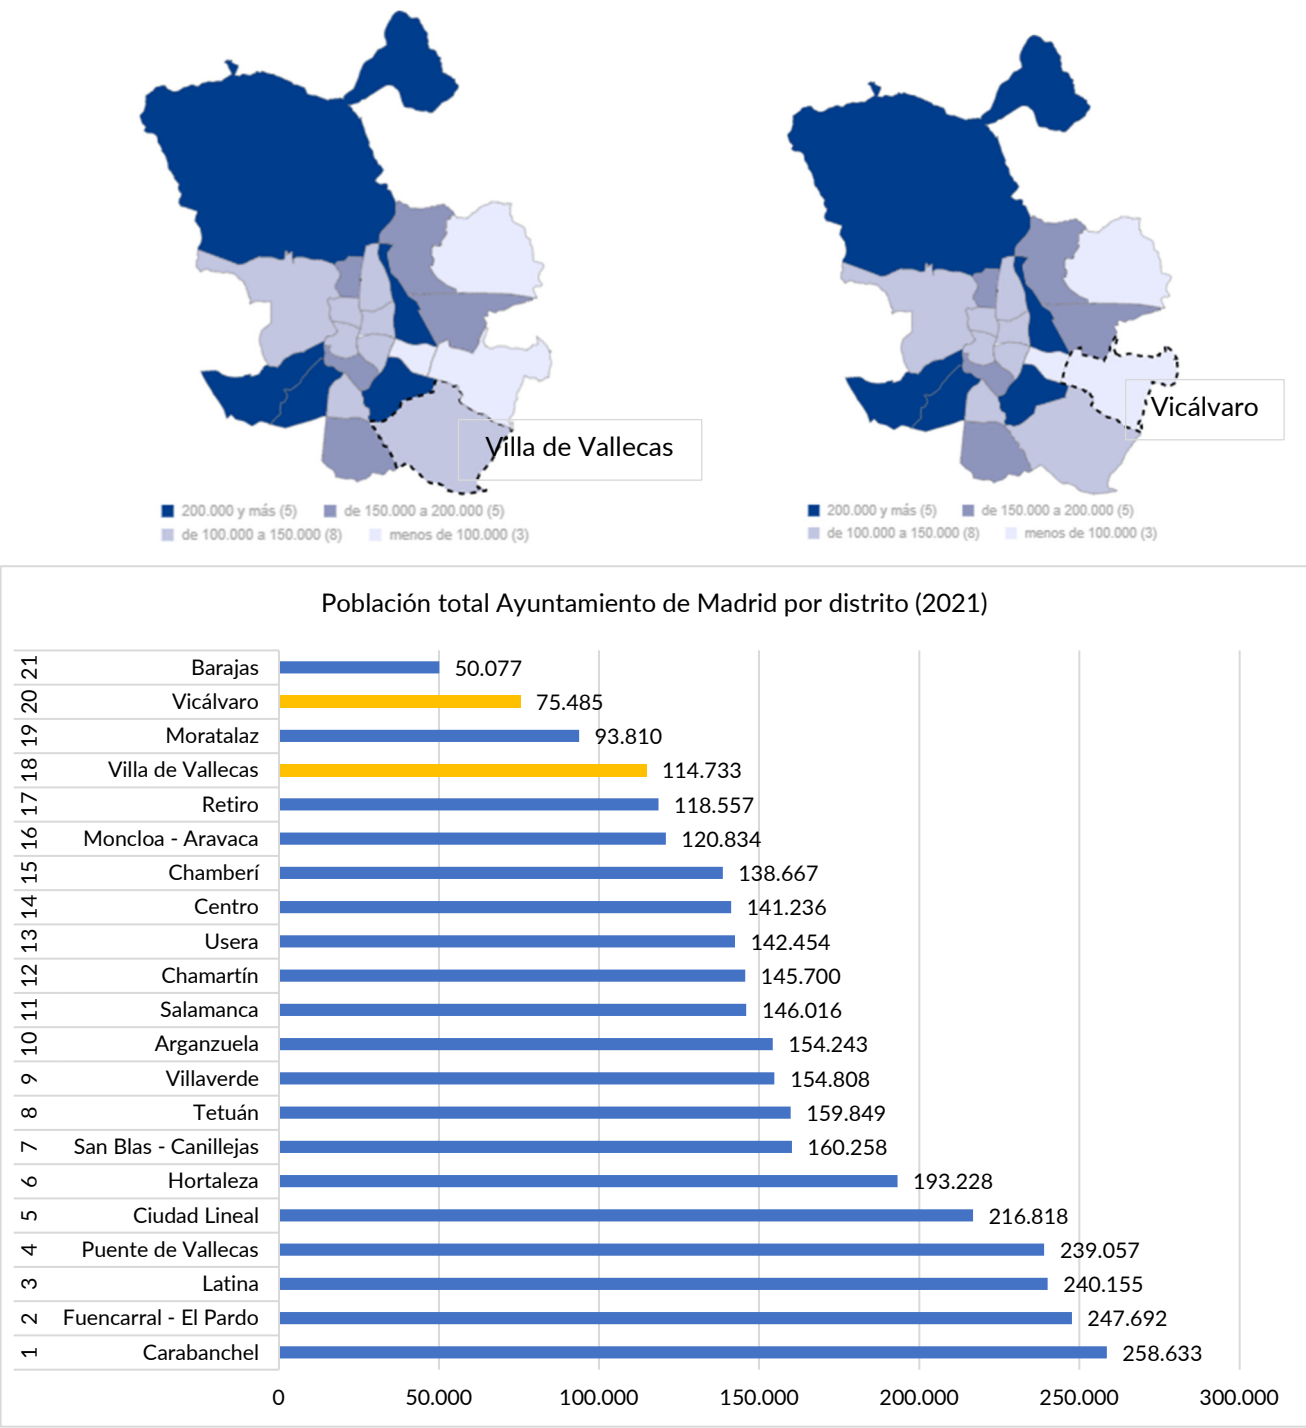 Villa de Vallecas
200.000 y más (5)
de 150.000 a 200.000 (5)
de 100.000 a 150.000 (8)
menos de 100.000 (3)
Vicálvaro
200.000 y más (5)
de 150.000 a 200.000 (5)
de 100.000 a 150.000 (8)
menos de 100.000 (3)
Población total Ayuntamiento de Madrid por distrito (2021)
21 Barajas 50.077
20 Vicálvaro 75.485
19 Moratalaz 93.810
18 Villa de Vallecas 114.733
17 Retiro 118.557
16 Moncloa - Aravaca 120.834
15 Chamberí 138.667
14 Centro 141.236
13 Usera 142.454
12 Chamartín 145.700
11 Salamanca 146.016
10 Arganzuela 154.243
9 Villaverde 154.808
8 Tetuán 159.849
7 San Blas - Canillejas 160.258
6 Hortaleza 193.228
5 Ciudad Lineal 216.818
4 Puente de Vallecas 239.057
3 Latina 240.155
2 Fuencarral - El Pardo 247.692
1 Carabanchel 258.633
0 50.000 100.000 150.000 200.000 250.000 300.000